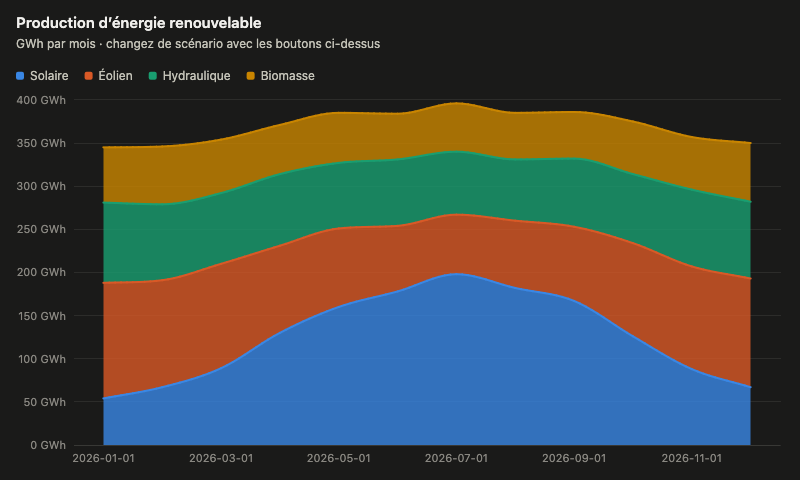 Production d’énergie renouvelable
GWh par mois · changez de scénario avec les boutons ci-dessus
Solaire Éolien Hydraulique Biomasse
400 GWh
350 GWh
300 GWh
250 GWh
200 GWh
150 GWh
100 GWh
50 GWh
0 GWh
2026-01-01 2026-03-01 2026-05-01 2026-07-01 2026-09-01 2026-11-01